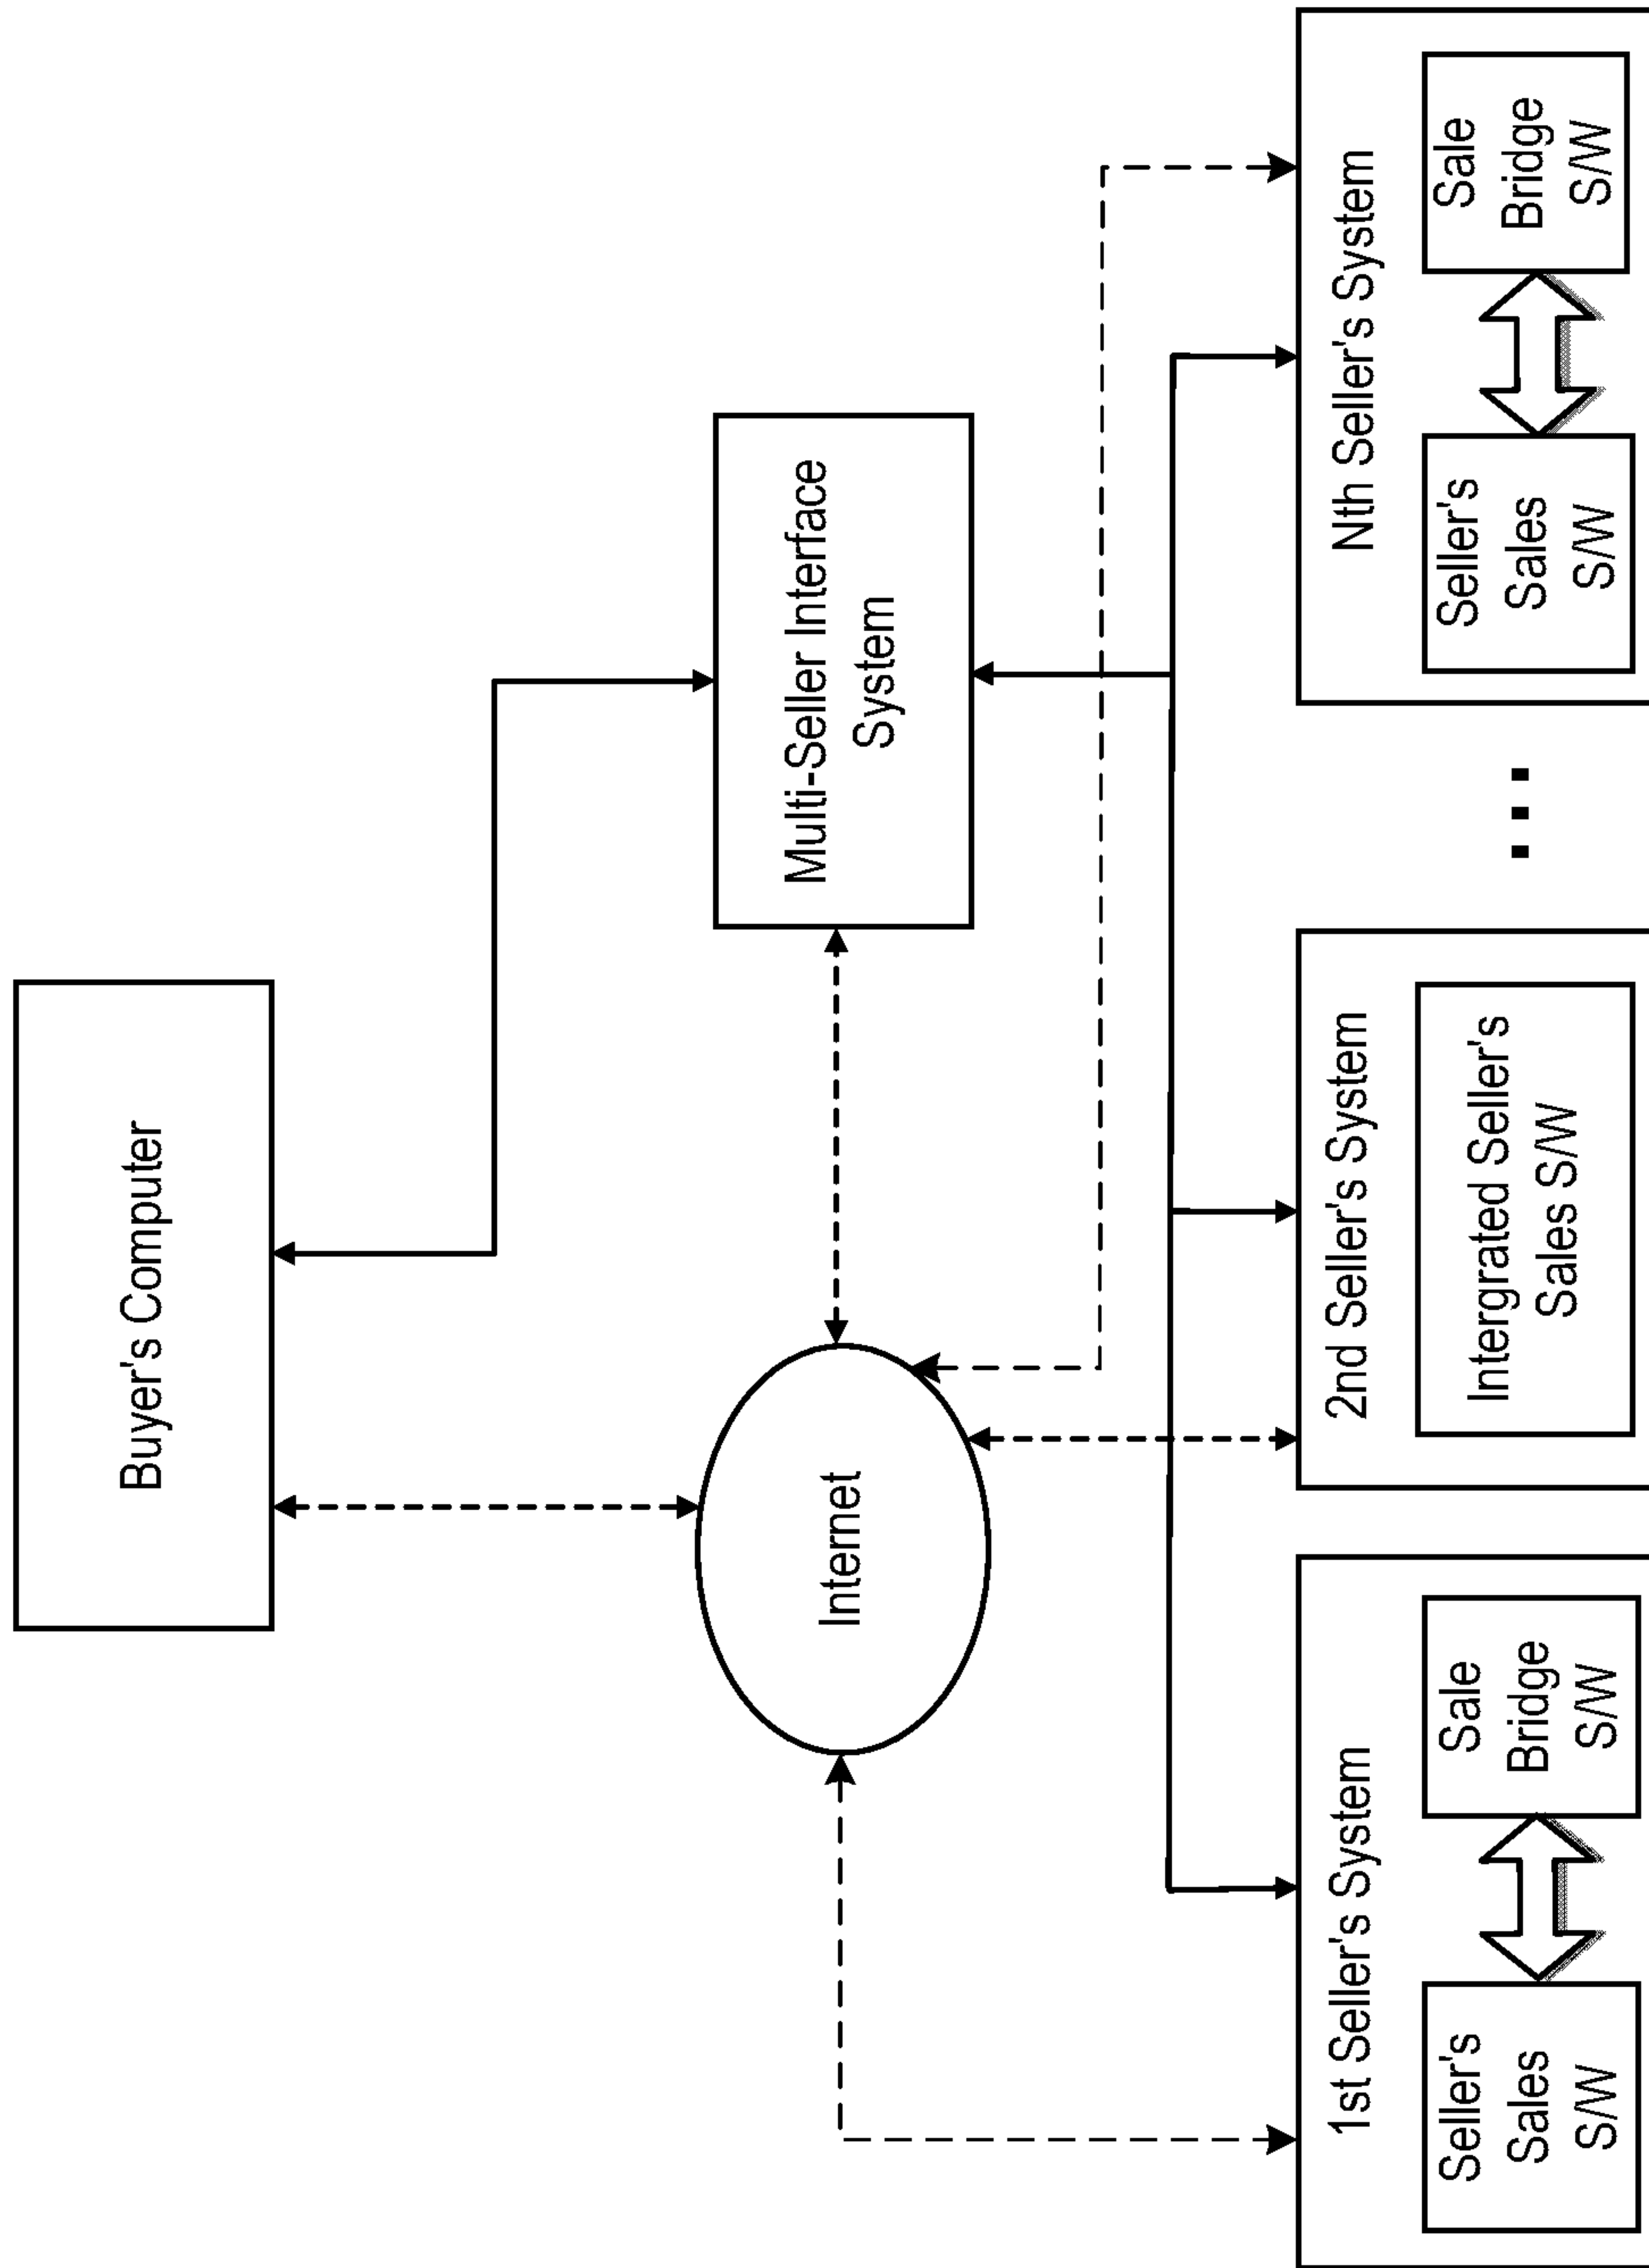 Buyer's Computer
Internet
Multi-Seller Interface
System
1st Seller's System
Seller's
Sales
S/W
Sale
Bridge
S/W
2nd Seller's System
Intergrated Seller's
Sales S/W
Nth Seller's System
Seller's
Sales
S/W
Sale
Bridge
S/W